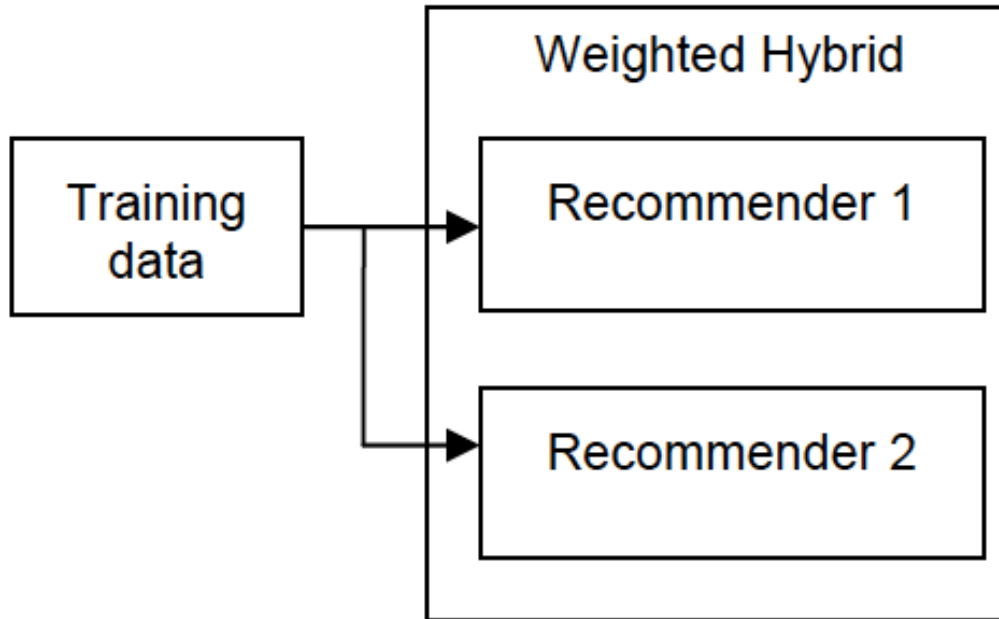 Weighted Hybrid
Training
data
Recommender 1
Recommender 2